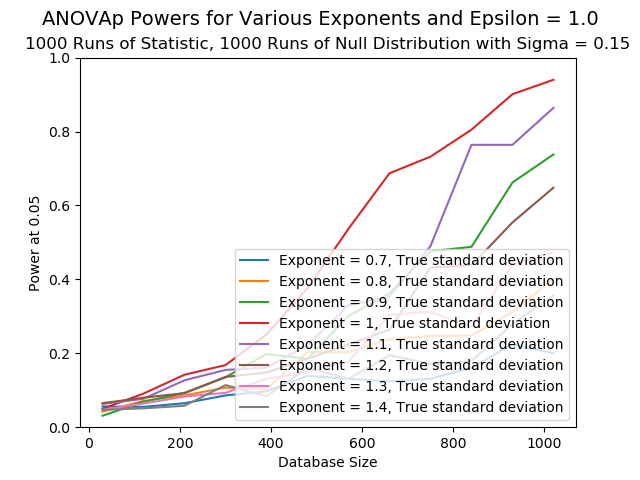 ANOVAp Powers for Various Exponents and Epsilon = 1.0
1000 Runs of Statistic, 1000 Runs of Null Distribution with Sigma = 0.15
1.0
0.8
0.6
0.4
0.2
0.0
Power at 0.05
Exponent = 0.7, True standard deviation
Exponent = 0.8, True standard deviation
Exponent = 0.9, True standard deviation
Exponent = 1, True standard deviation
Exponent = 1.1, True standard deviation
Exponent = 1.2, True standard deviation
Exponent = 1.3, True standard deviation
Exponent = 1.4, True standard deviation
0 200 400 600 800 1000
Database Size